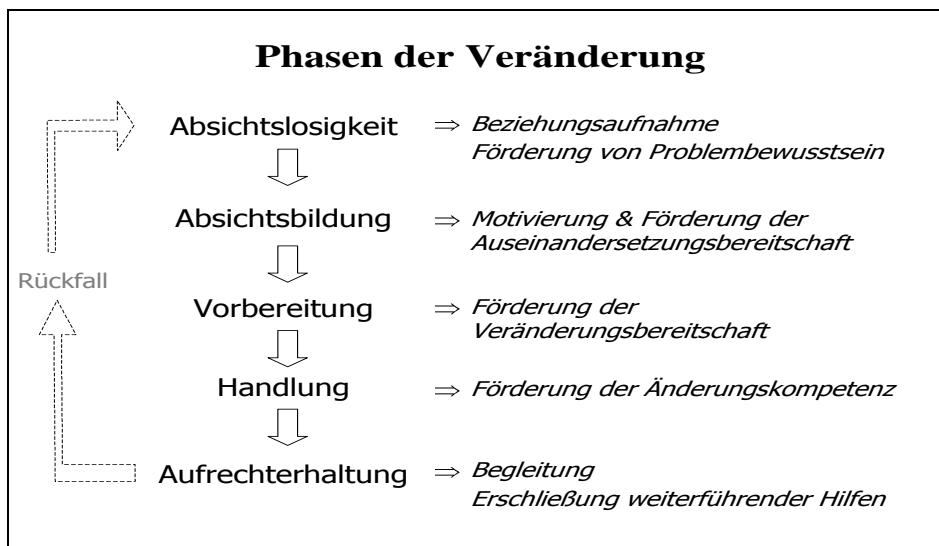 Phasen der Veränderung
Absichtslosigkeit ⇒ Beziehungsaufnahme
Förderung von Problembewusstsein
Absichtsbildung ⇒ Motivierung & Förderung der
Auseinandersetzungsbereitschaft
Rückfall
Vorbereitung ⇒ Förderung der
Veränderungsbereitschaft
Handlung ⇒ Förderung der Änderungskompetenz
Aufrechterhaltung ⇒ Begleitung
Erschließung weiterführender Hilfen